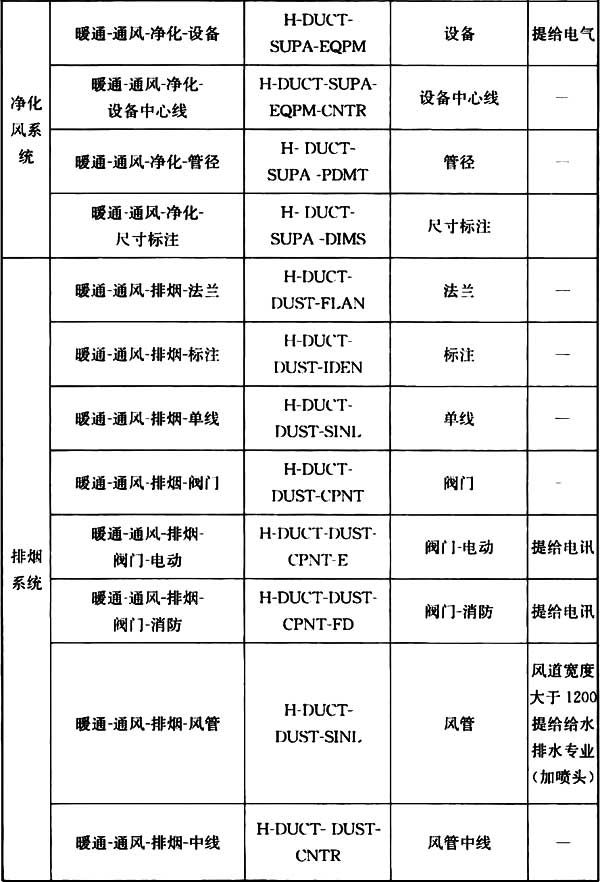 净化
风系
统
暖通-通风-净化-设备
H-DUCT-
SUPA-EQPM
设备
提给电气
暖通-通风-净化-
设备中心线
H-DUCT-SUPA-
EQPM-CNTR
设备中心线
—
暖通-通风-净化-管径
H- DUCT-
SUPA -PDMT
管径
—
暖通-通风-净化-
尺寸标注
H- DUCT-
SUPA -DIMS
尺寸标注
排烟
系统
暖通-通风-排烟-法兰
H-DUCT-
DUST-FLAN
法兰
—
暖通-通风-排烟-标注
H-DUCT-
DUST-IDEN
标注
—
暖通-通风-排烟-单线
H-DUCT-
DUST-SINL
单线
—
暖通-通风-排烟-阀门
H-DUCT-
DUST-CPNT
阀门
-
暖通-通风-排烟-
阀门-电动
H-DUCT-DUST-
CPNT-E
阀门-电动
提给电讯
暖通-通风-排烟-
阀门-消防
H-DUCT-DUST-
CPNT-FD
阀门-消防
提给电讯
暖通-通风-排烟-风管
H-DUCT-
DUST-SINL
风管
风道宽度
大于1200
提给给水
排水专业
（加喷头）
暖通-通风-排烟-中线
H-DUCT- DUST-
CNTR
风管中线
—